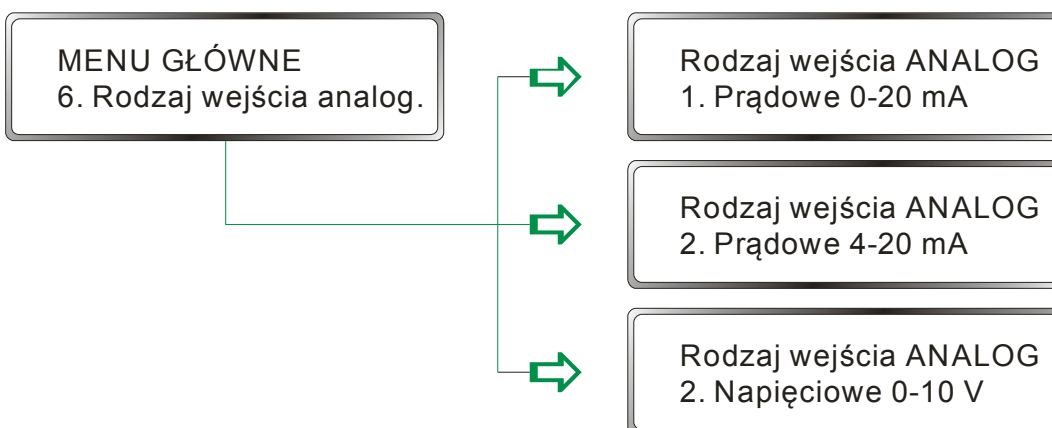 MENU GŁÓWNE
6. Rodzaj wejścia analog.
Rodzaj wejścia ANALOG
1. Prądowe 0-20 mA
Rodzaj wejścia ANALOG
2. Prądowe 4-20 mA
Rodzaj wejścia ANALOG
2. Napięciowe 0-10 V